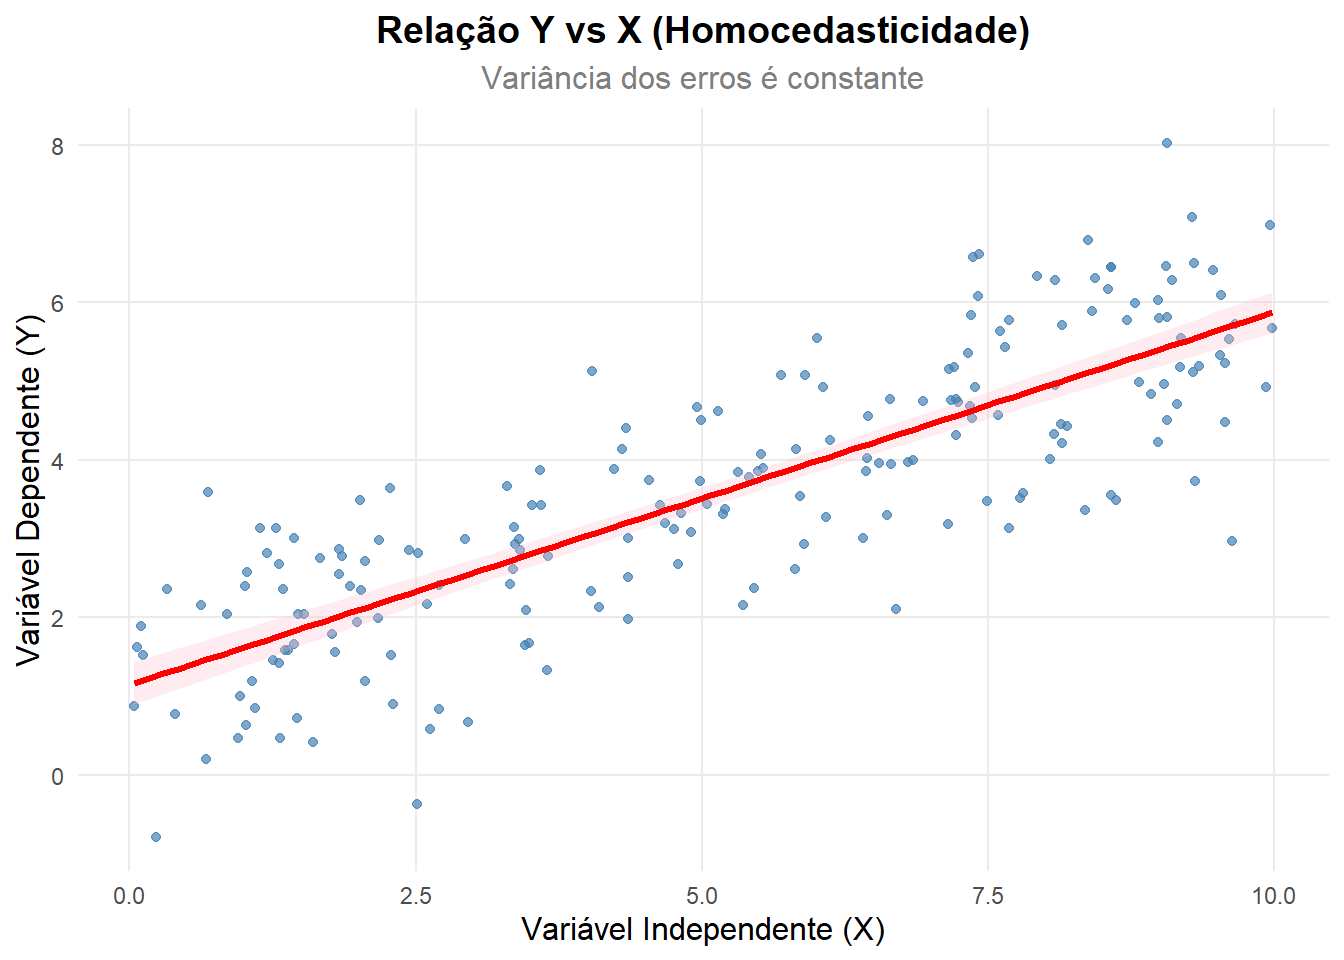 Relação Y vs X (Homocedasticidade)
Variância dos erros é constante
Variável Dependente (Y)
8
6
4
2
0
0.0 2.5 5.0 7.5 10.0
Variável Independente (X)